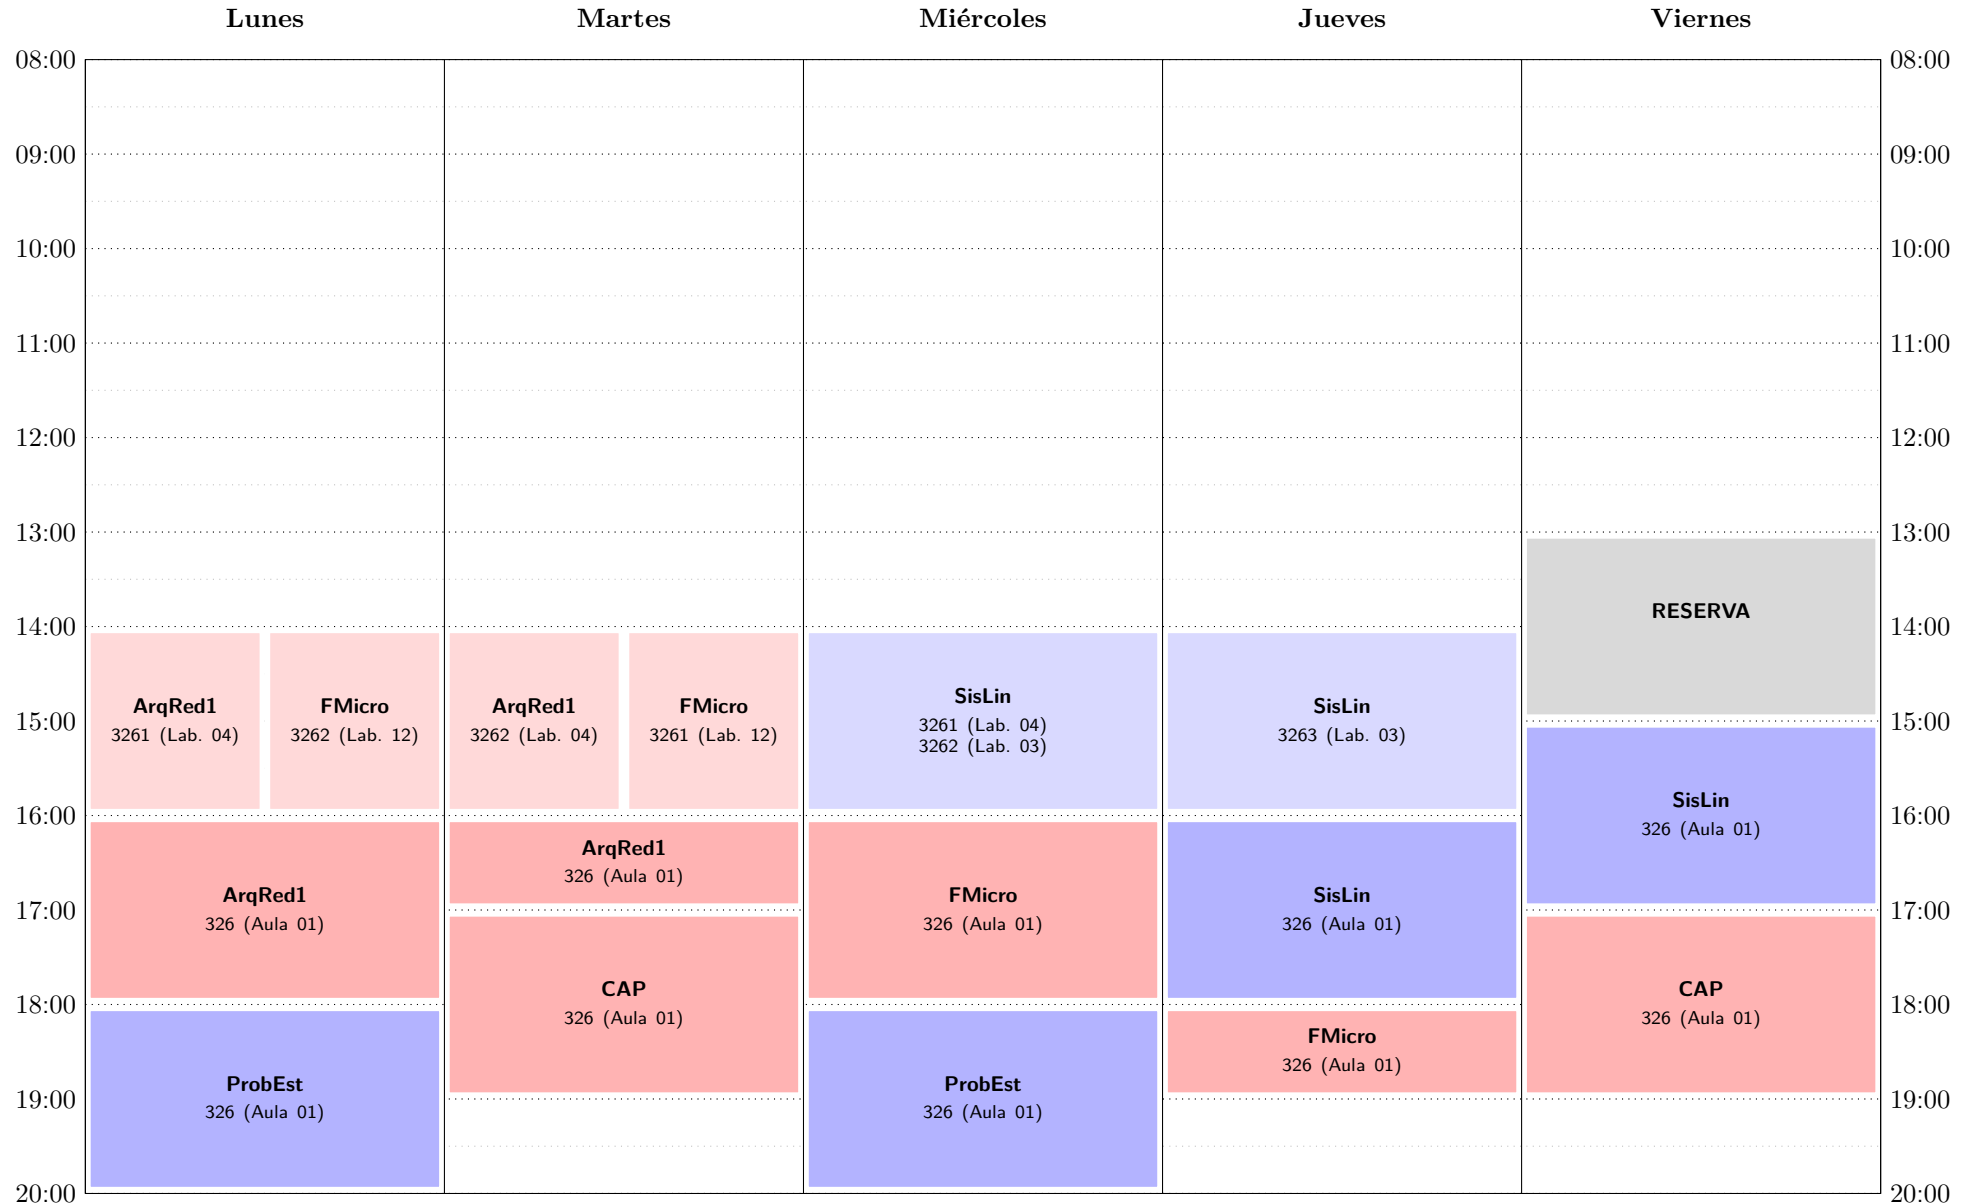 Lunes Martes Miércoles Jueves Viernes
08:00 08:00
09:00 09:00
10:00 10:00
11:00 11:00
12:00 12:00
13:00 13:00
RESERVA
14:00 14:00
ArqRed1
3261 (Lab. 04)
FMicro
3262 (Lab. 12)
ArqRed1
3262 (Lab. 04)
FMicro
3261 (Lab. 12)
SisLin
3261 (Lab. 04)
3262 (Lab. 03)
SisLin
3263 (Lab. 03)
15:00 15:00
SisLin
326 (Aula 01)
16:00 16:00
ArqRed1
326 (Aula 01)
ArqRed1
326 (Aula 01)
FMicro
326 (Aula 01)
SisLin
326 (Aula 01)
17:00 17:00
CAP
326 (Aula 01)
CAP
326 (Aula 01)
18:00 18:00
ProbEst
326 (Aula 01)
ProbEst
326 (Aula 01)
FMicro
326 (Aula 01)
19:00 19:00
20:00 20:00